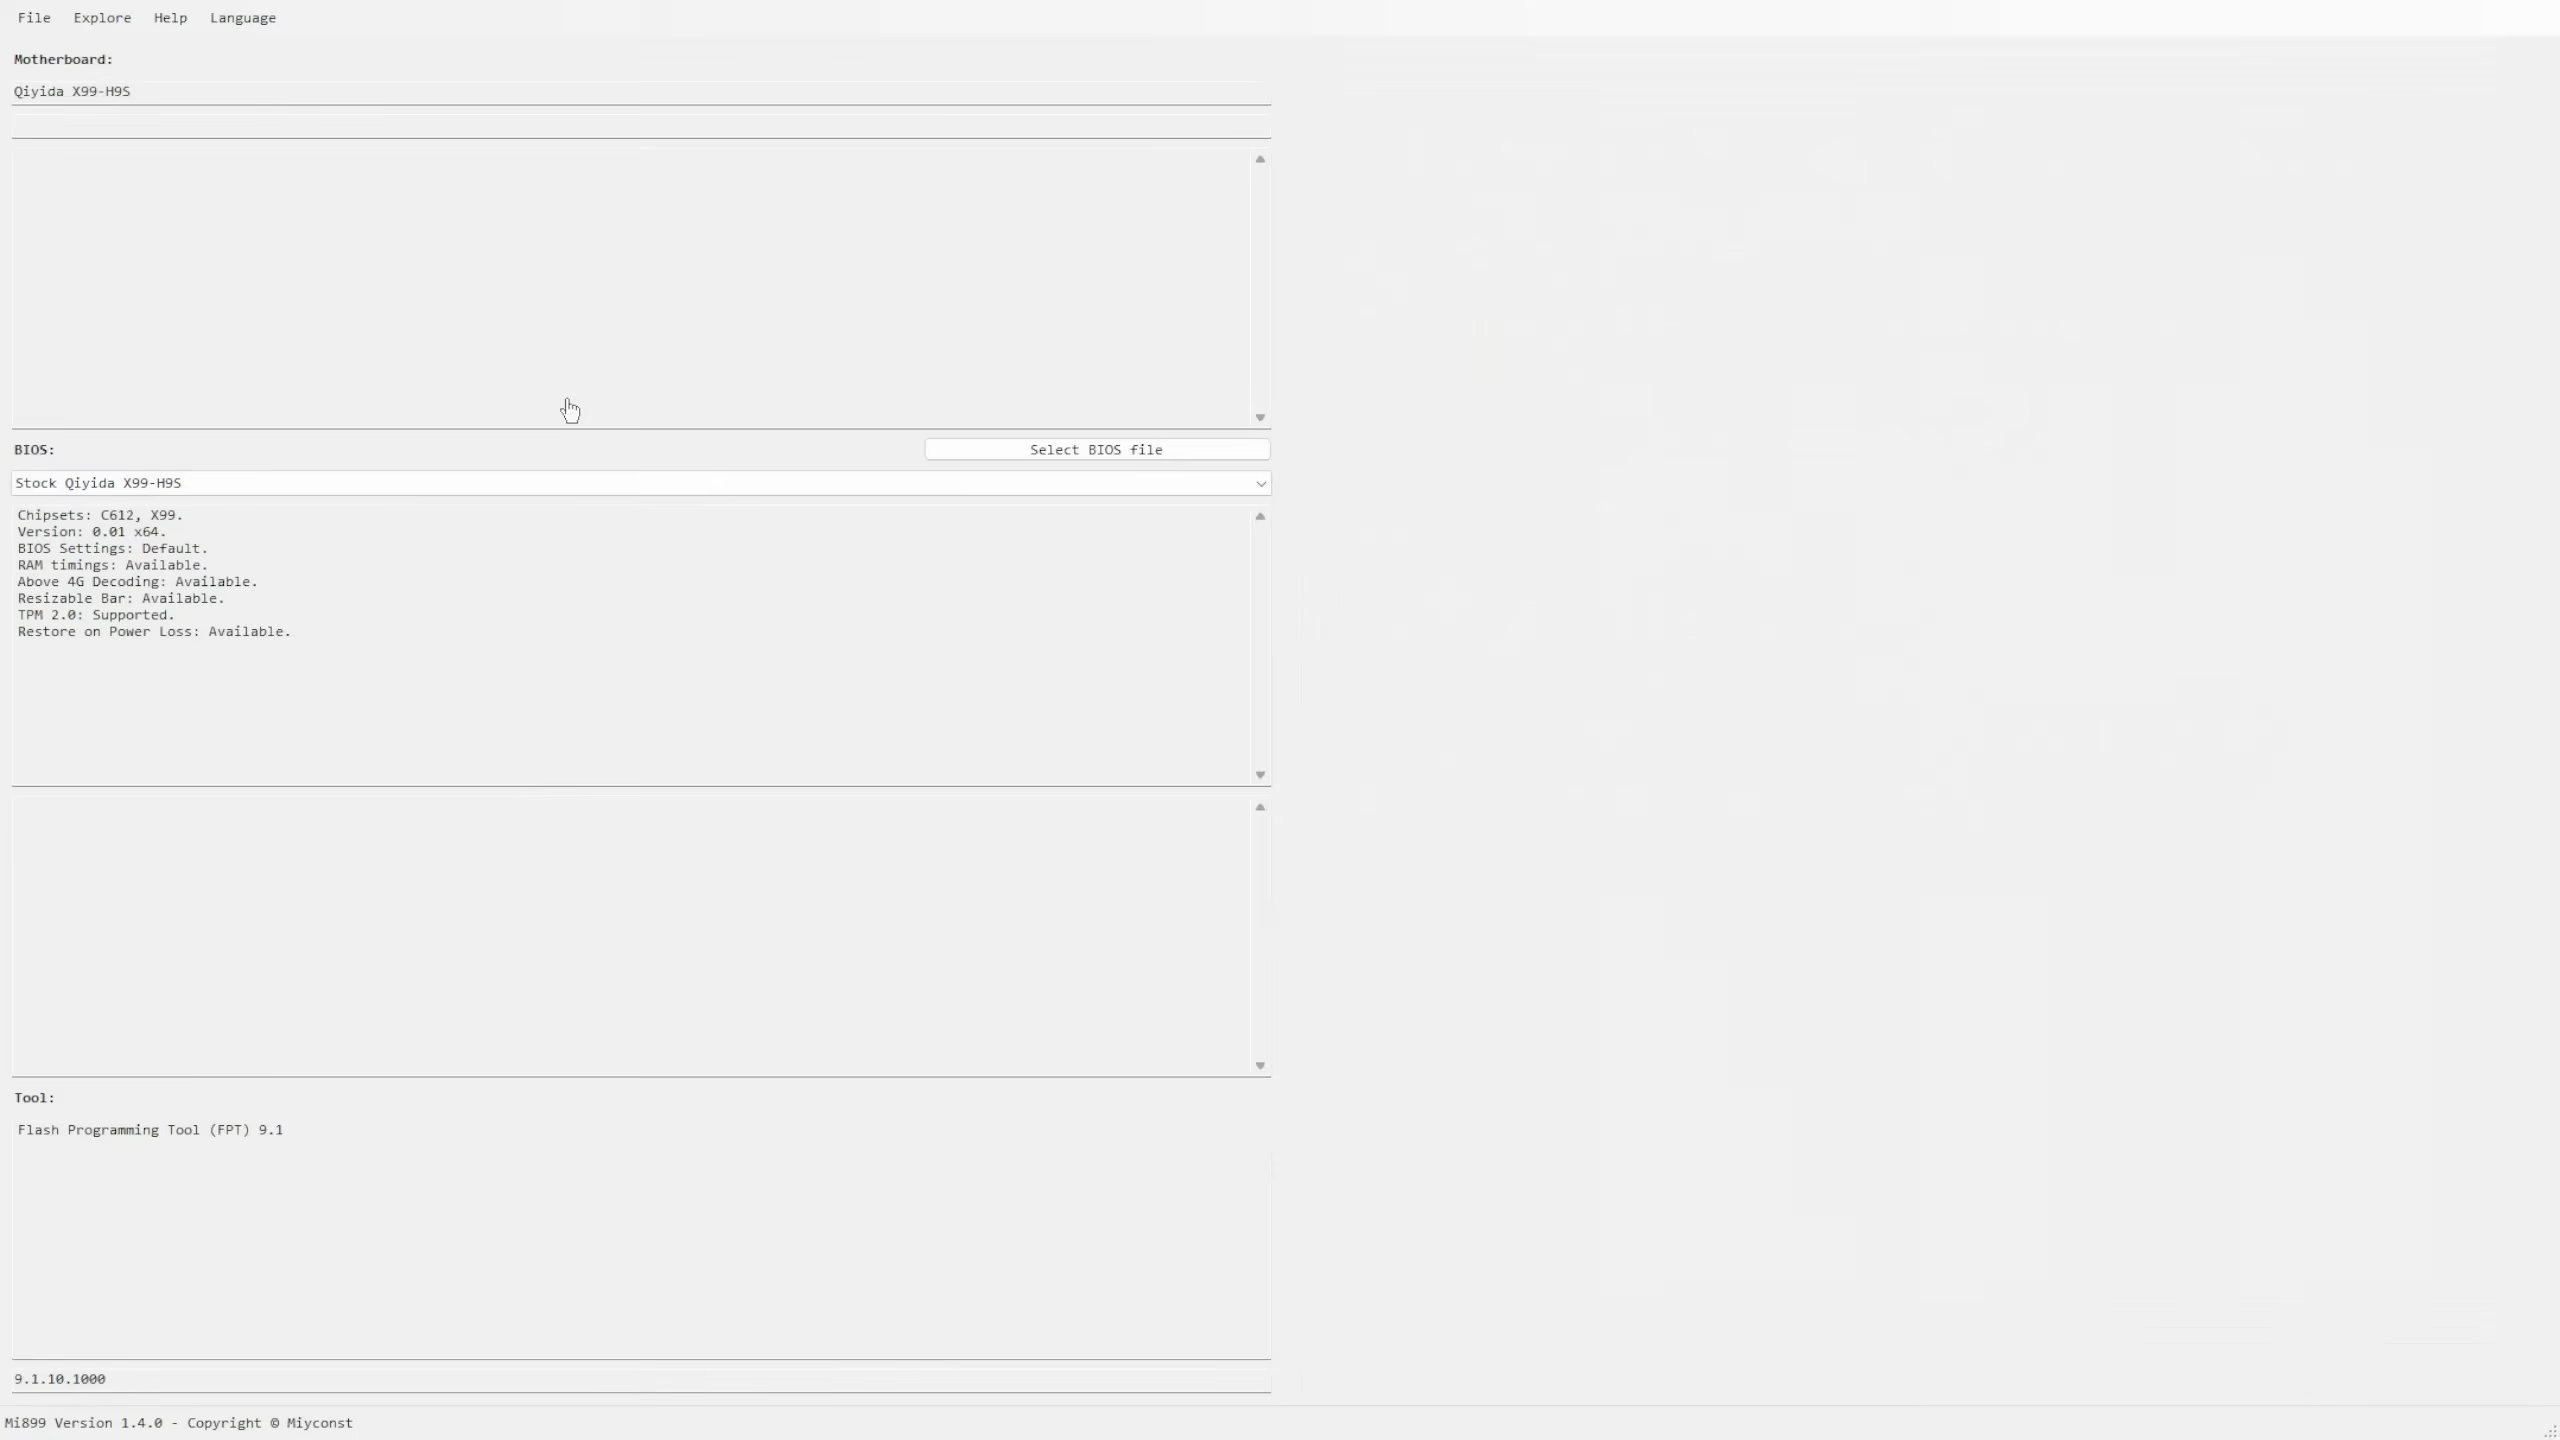 File Explore Help Language
Motherboard:
Qiyida X99-H9S
BIOS:
Select BIOS file
Stock Qiyida X99-H9S
Chipsets: C612, X99.
Version: 0.01 x64.
BIOS Settings: Default.
RAM timings: Available.
Above 4G Decoding: Available.
Resizable Bar: Available.
TPM 2.0: Supported.
Restore on Power Loss: Available.
Tool:
Flash Programming Tool (FPT) 9.1
9.1.10.1000
Mi899 Version 1.4.0 - Copyright © Miyconst